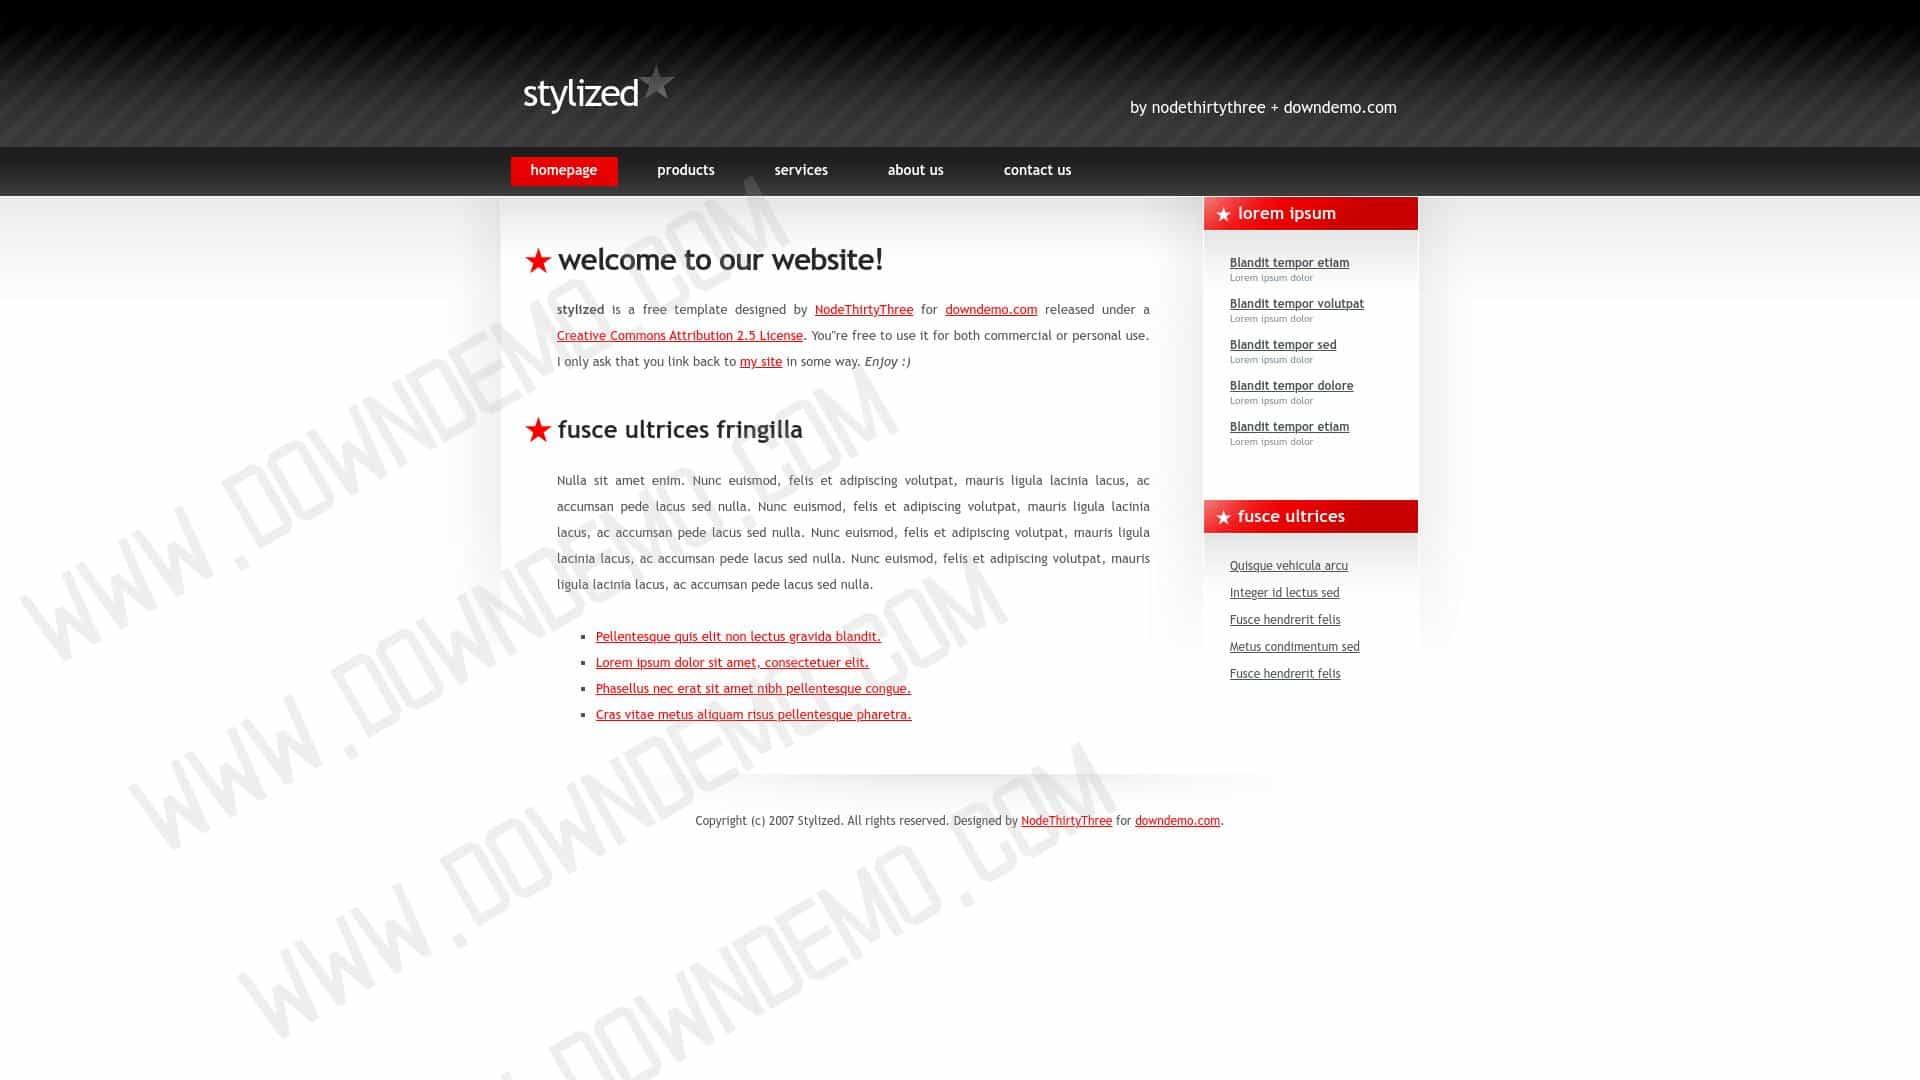 stylized
by nodethirtythree + downdemo.com
homepage
products
services
about us
contact us
welcome to our website!
stylized is a free template designed by NodeThirtyThree for downdemo.com released under a
Creative Commons Attribution 2.5 License. You"re free to use it for both commercial or personal use.
I only ask that you link back to my site in some way. Enjoy :)
fusce ultrices fringilla
Nulla sit amet enim. Nunc euismod, felis et adipiscing volutpat, mauris ligula lacinia lacus, ac
accumsan pede lacus sed nulla. Nunc euismod, felis et adipiscing volutpat, mauris ligula lacinia
lacus, ac accumsan pede lacus sed nulla. Nunc euismod, felis et adipiscing volutpat, mauris ligula
lacinia lacus, ac accumsan pede lacus sed nulla. Nunc euismod, felis et adipiscing volutpat, mauris
ligula lacinia lacus, ac accumsan pede lacus sed nulla.
Pellentesque quis elit non lectus gravida blandit.
Lorem ipsum dolor sit amet, consectetuer elit.
Phasellus nec erat sit amet nibh pellentesque congue.
Cras vitae metus aliquam risus pellentesque pharetra.
lorem ipsum
Blandit tempor etiam
Lorem ipsum dolor
Blandit tempor volutpat
Lorem ipsum dolor
Blandit tempor sed
Lorem ipsum dolor
Blandit tempor dolore
Lorem ipsum dolor
Blandit tempor etiam
Lorem ipsum dolor
fusce ultrices
Quisque vehicula arcu
Integer id lectus sed
Fusce hendrerit felis
Metus condimentum sed
Fusce hendrerit felis
Copyright (c) 2007 Stylized. All rights reserved. Designed by NodeThirtyThree for downdemo.com.
WWW.DOWNDEMO.COM
WWW.DOWNDEMO.COM
WWW.DOWNDEMO.COM
DOWNDEMO.COM